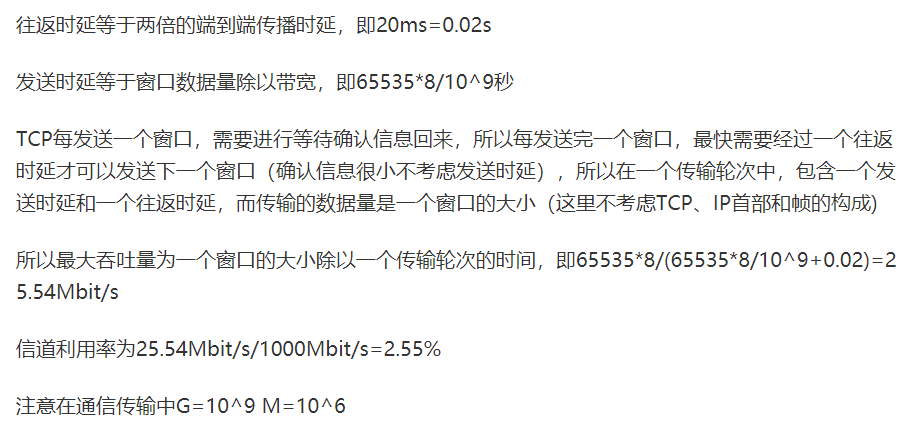 往返时延等于两倍的端到端传播时延，即20ms=0.02s
发送时延等于窗口数据量除以带宽，即65535*8/10^9秒
TCP每发送一个窗口，需要进行等待确认信息回来，所以每发送完一个窗口，最快需要经过一个往返
时延才可以发送下一个窗口（确认信息很小不考虑发送时延），所以在一个传输轮次中，包含一个发
送时延和一个往返时延，而传输的数据量是一个窗口的大小（这里不考虑TCP、IP首部和帧的构成)
所以最大吞吐量为一个窗口的大小除以一个传输轮次的时间，即65535*8/(65535*8/10^9+0.02)=2
5.54Mbit/s
信道利用率为25.54Mbit/s/1000Mbit/s=2.55%
注意在通信传输中G=10^9 M=10^6